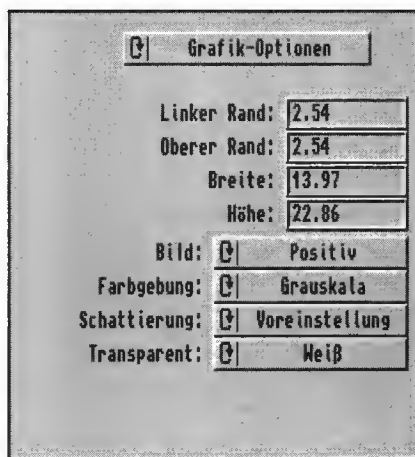 Grafik-Optionen
Linker Rand: 2.54
Oberer Rand: 2.54
Breite: 13.97
Höhe: 22.86
Bild: Positiv
Farbgebung: Grauskala
Schattierung: Voreinstellung
Transparent: Weiß